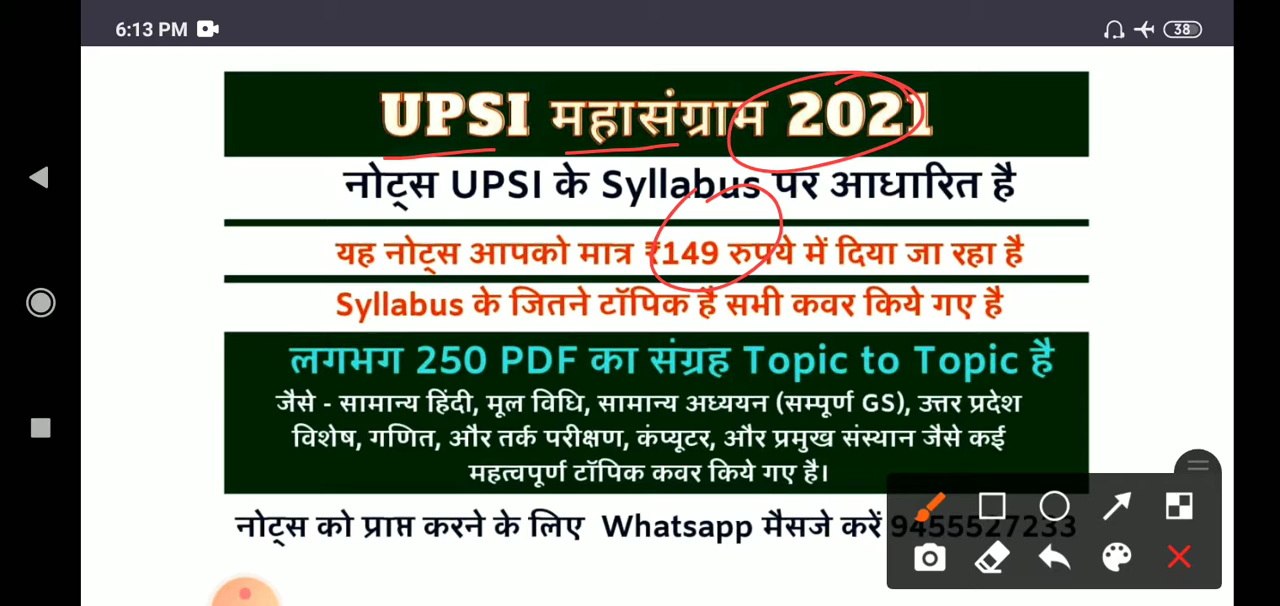 6:13 PM
38
UPSI महासंग्राम 2021
नोट्स UPSI के Syllabus पर आधारित है
यह नोट्स आपको मात्र ₹149 रुपये में दिया जा रहा है
Syllabus के जितने टॉपिक है सभी कवर किये गए है
लगभग 250 PDF का संग्रह Topic to Topic है
जैसे - सामान्य हिंदी, मूल विधि, सामान्य अध्ययन (सम्पूर्ण GS), उत्तर प्रदेश
विशेष, गणित, और तर्क परीक्षण, कंप्यूटर, और प्रमुख संस्थान जैसे कई
महत्वपूर्ण टॉपिक कवर किये गए है।
नोट्स को प्राप्त करने के लिए Whatsapp मैसजे करें 9455527233